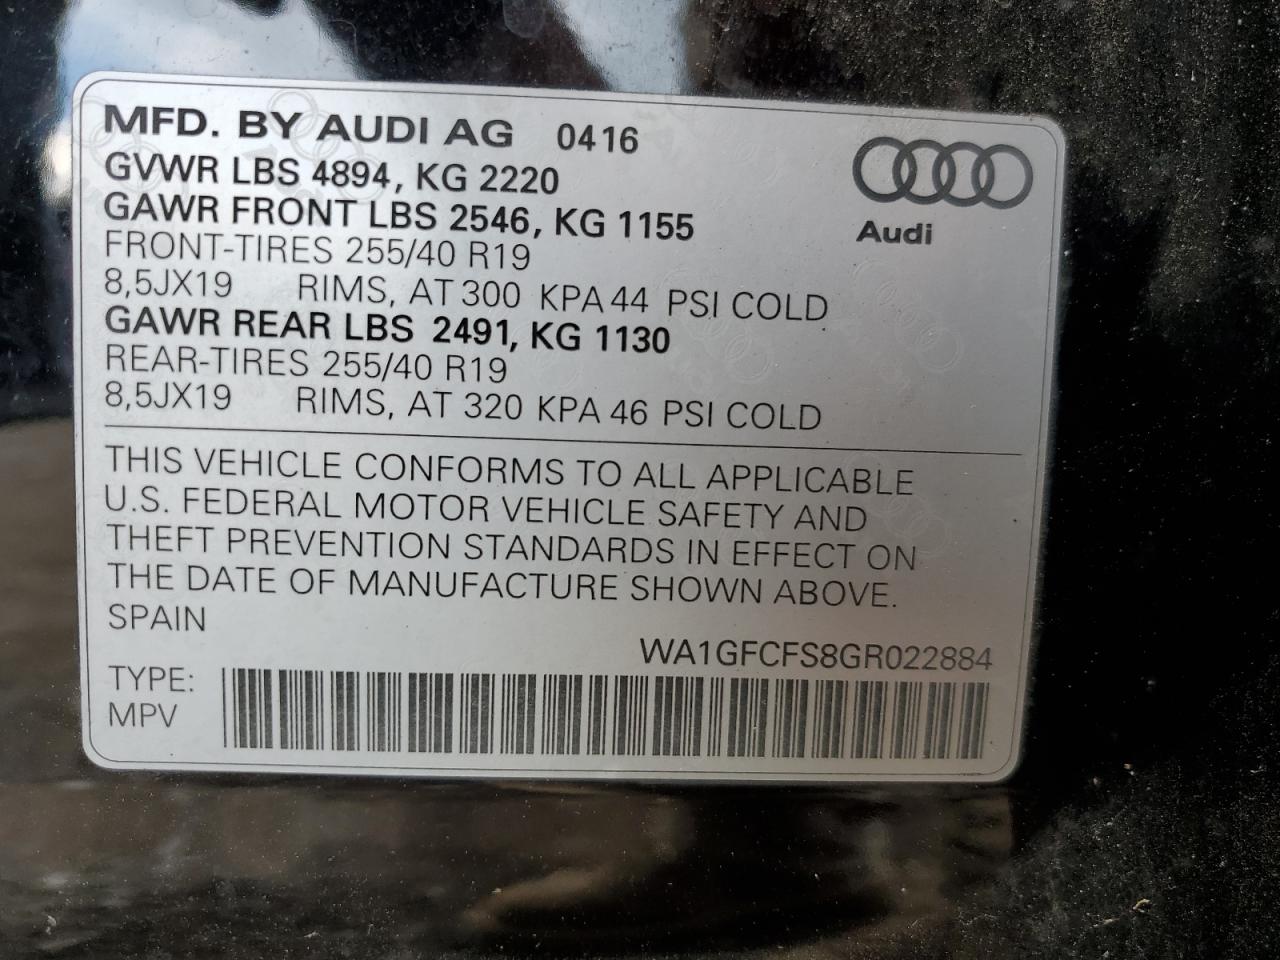 MFD. BY AUDI AG 0416
GVWR LBS 4894, KG 2220
GAWR FRONT LBS 2546, KG 1155
FRONT-TIRES 255/40 R19
8,5JX19 RIMS, AT 300 KPA 44 PSI COLD
GAWR REAR LBS 2491, KG 1130
REAR-TIRES 255/40 R19
8,5JX19 RIMS, AT 320 KPA 46 PSI COLD
Audi
THIS VEHICLE CONFORMS TO ALL APPLICABLE
U.S. FEDERAL MOTOR VEHICLE SAFETY AND
THEFT PREVENTION STANDARDS IN EFFECT ON
THE DATE OF MANUFACTURE SHOWN ABOVE.
SPAIN
WA1GFCFS8GR022884
TYPE:
MPV